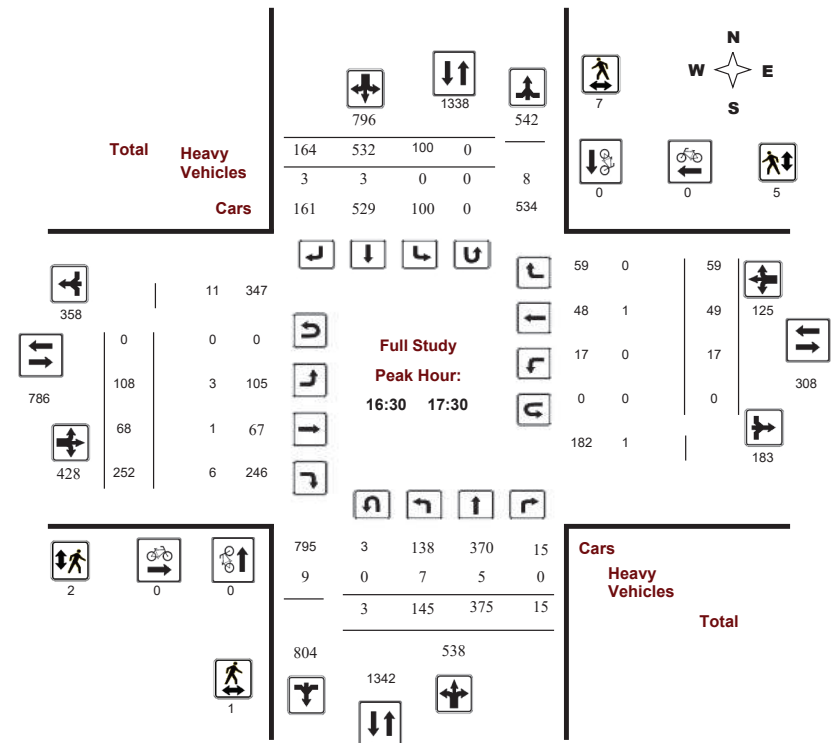 N
W E
S
796 1338 542 7
Total Heavy Vehicles Cars
164 532 100 0
3 3 0 0 8
161 529 100 0 534
0 0 5
358 11 347
59 0 59
48 1 49 125
0 0 0
Full Study
Peak Hour:
16:30 17:30
17 0 17
786 308
108 3 105
0 0 0
68 1 67
182 1 183
428 252 6 246
795 3 138 370 15 Cars
9 0 7 5 0 Heavy Vehicles
2 0 0
3 145 375 15 Total
804 538
1342
1